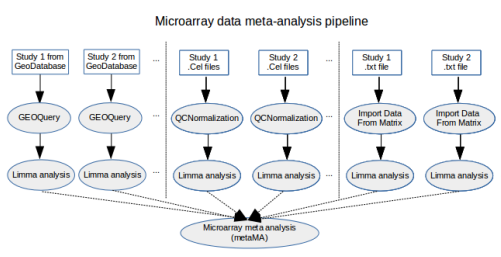 Microarray data meta-analysis pipeline
Study 1 from
GeoDatabase
Study 2 from
GeoDatabase
...
Study 1
.Cel files
Study 2
.Cel files
...
Study 1
.txt file
Study 2
.txt file
GEOQuery
GEOQuery
...
QCNormalization
QCNormalization
...
Import Data
From Matrix
Import Data
From Matrix
Limma analysis
Limma analysis
...
Limma analysis
Limma analysis
...
Limma analysis
Limma analysis
Microarray meta analysis
(metaMA)